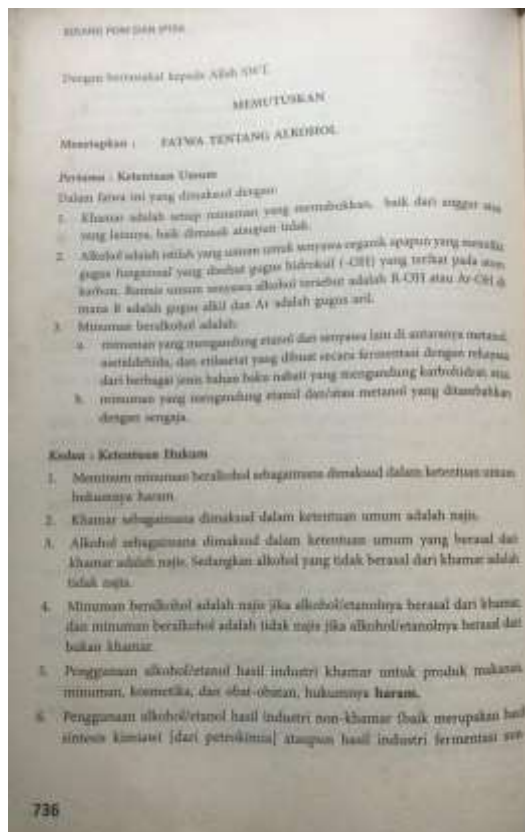 BIDANG POM DAN IPTEK
Dengan bertawakal kepada Allah SWT.
MEMUTUSKAN
Menetapkan : FATWA TENTANG ALKOHOL
Pertama : Ketentuan Umum
Dalam fatwa ini yang dimaksud dengan:
1. Khamar adalah setiap minuman yang memabukkan, baik dari anggur atau
yang lainnya, baik dimasak ataupun tidak.
2. Alkohol adalah istilah yang umum untuk senyawa organik apapun yang memiliki
gugus fungsional yang disebut gugus hidroksil (-OH) yang terikat pada atom
karbon. Rumus umum senyawa alkohol tersebut adalah R-OH atau Ar-OH di
mana R adalah gugus alkil dan Ar adalah gugus aril.
3. Minuman beralkohol adalah:
a. minuman yang mengandung etanol dan senyawa lain di antaranya metanol,
asetaldehida, dan etilasetat yang dibuat secara fermentasi dengan rekayasa
dari berbagai jenis bahan baku nabati yang mengandung karbohidrat, atau
b. minuman yang mengandung etanol dan/atau metanol yang ditambahkan
dengan sengaja.
Kedua : Ketentuan Hukum
1. Meminum minuman beralkohol sebagaimana dimaksud dalam ketentuan umum
hukumnya haram.
2. Khamar sebagaimana dimaksud dalam ketentuan umum adalah najis.
3. Alkohol sebagaimana dimaksud dalam ketentuan umum yang berasal dari
khamar adalah najis. Sedangkan alkohol yang tidak berasal dari khamar adalah
tidak najis.
4. Minuman beralkohol adalah najis jika alkohol/etanolnya berasal dari khamar,
dan minuman beralkohol adalah tidak najis jika alkohol/etanolnya berasal dari
bukan khamar.
5. Penggunaan alkohol/etanol hasil industri khamar untuk produk makanan,
minuman, kosmetika, dan obat-obatan, hukumnya haram.
6. Penggunaan alkohol/etanol hasil industri non-khamar (baik merupakan hasil
sintesis kimiawi [dari petrokimia] ataupun hasil industri fermentasi non
736